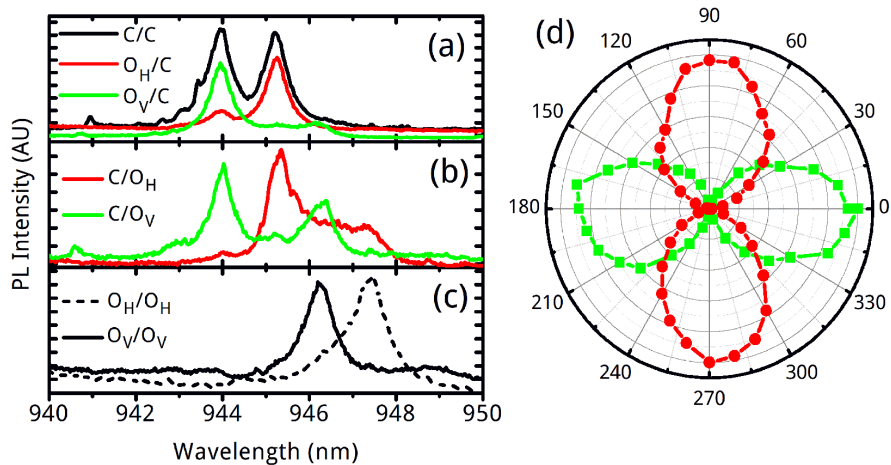 PL Intensity (AU)
(a)
C/C
O_H/C
O_V/C
(b)
C/O_H
C/O_V
(c)
O_H/O_H
O_V/O_V
940 942 944 946 948 950
Wavelength (nm)
(d)
90
120 60
150 30
180 0
210 330
240 300
270